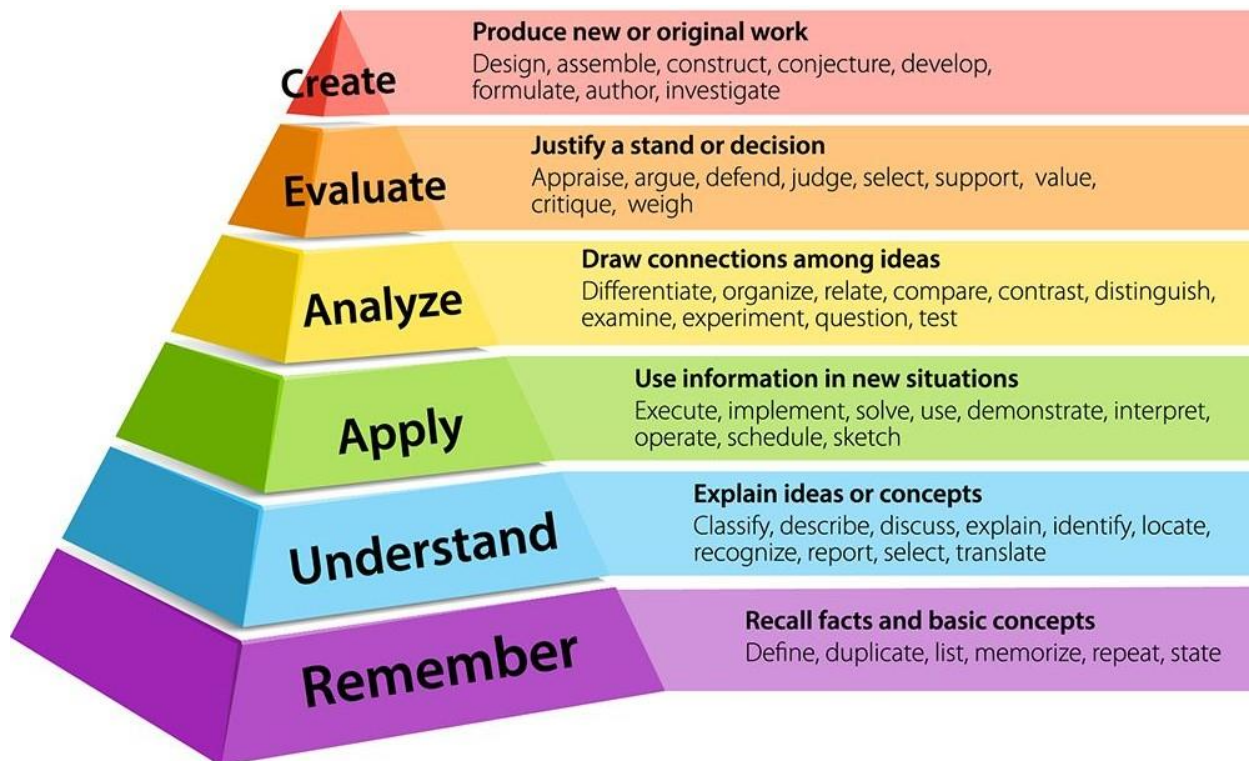 Create
Produce new or original work
Design, assemble, construct, conjecture, develop,
formulate, author, investigate
Evaluate
Justify a stand or decision
Appraise, argue, defend, judge, select, support, value,
critique, weigh
Analyze
Draw connections among ideas
Differentiate, organize, relate, compare, contrast, distinguish,
examine, experiment, question, test
Apply
Use information in new situations
Execute, implement, solve, use, demonstrate, interpret,
operate, schedule, sketch
Understand
Explain ideas or concepts
Classify, describe, discuss, explain, identify, locate,
recognize, report, select, translate
Remember
Recall facts and basic concepts
Define, duplicate, list, memorize, repeat, state